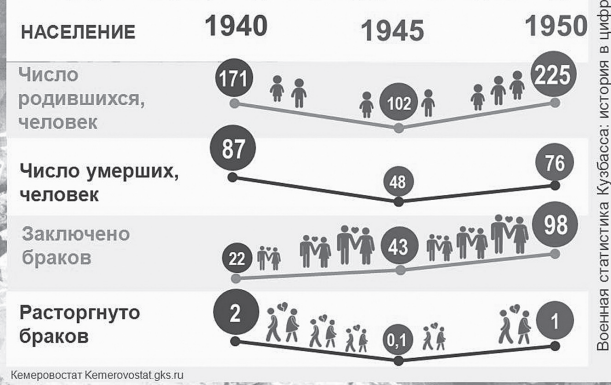 НАСЕЛЕНИЕ 1940 1945 1950
Число
родившихся,
человек
171 102 225
Число умерших,
человек
87 48 76
Заключено
браков
22 43 98
Расторгнуто
браков
2 0,1 1
Кемеровостат Kemerovostat.gks.ru
Военная статистика Кузбасса: история в цифр